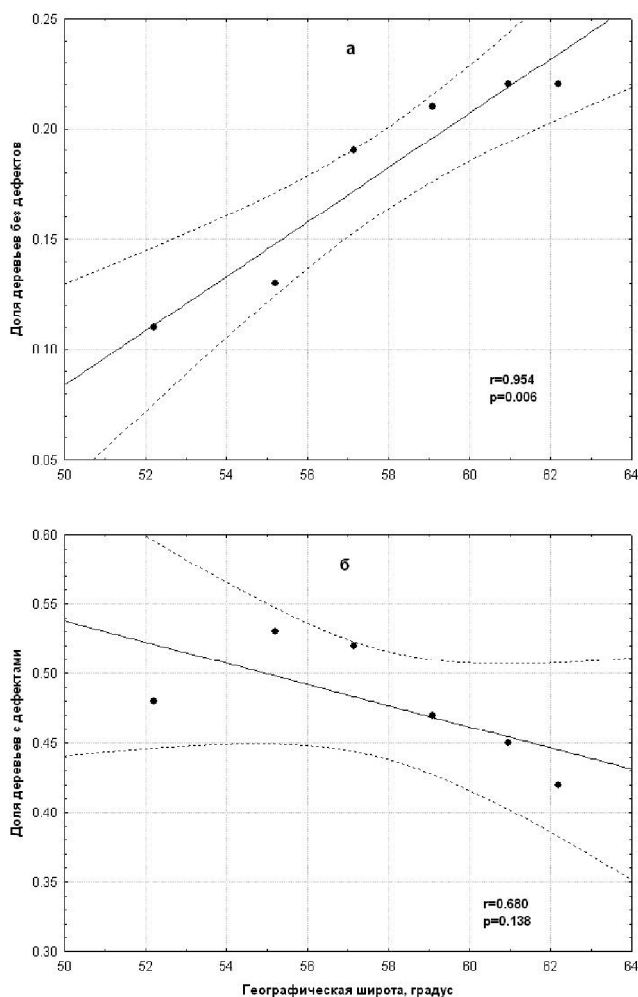 0.25
а
0.20
0.15
0.10
0.05
Доля деревьев без дефектов
r=0.954
p=0.006
50 52 54 56 58 60 62 64
0.60
б
0.55
0.50
0.45
0.40
0.35
0.30
Доля деревьев с дефектами
r=0.680
p=0.138
50 52 54 56 58 60 62 64
Географическая широта, градус